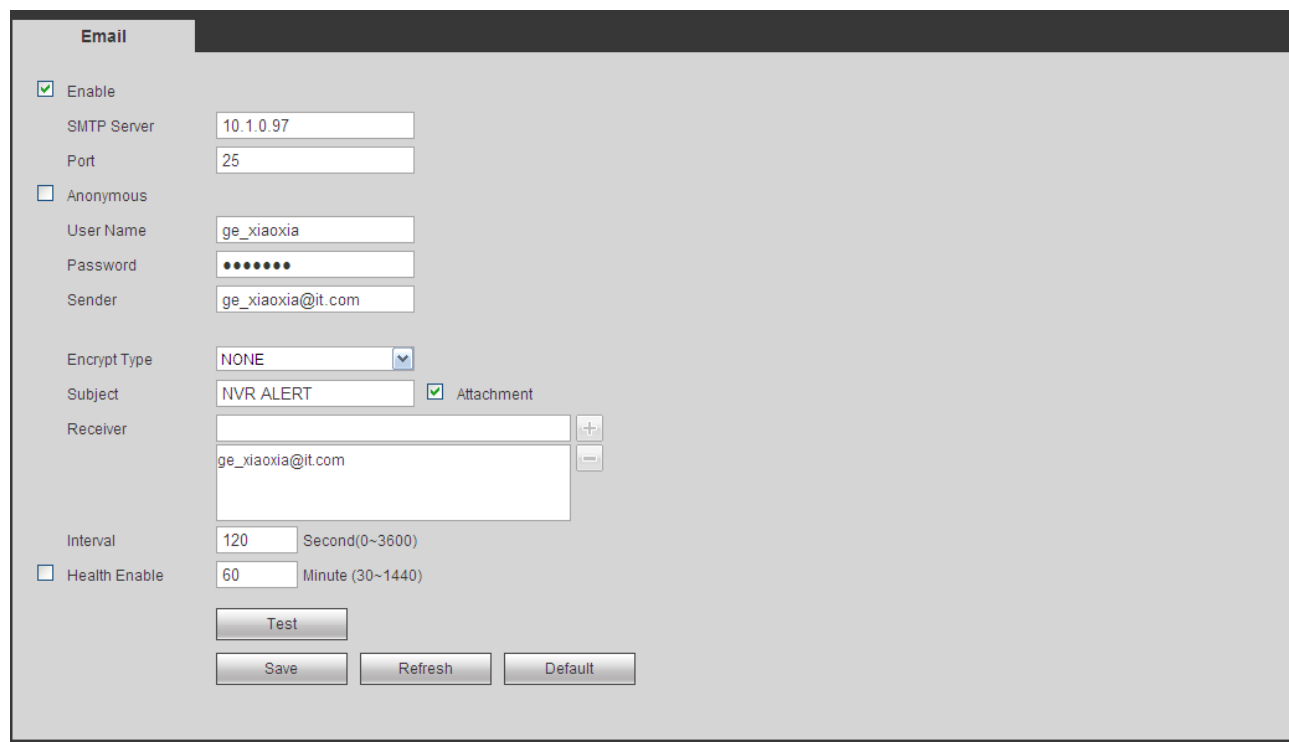 Email
Enable
SMTP Server 10.1.0.97
Port 25
Anonymous
User Name ge_xiaoxia
Password •••••••
Sender ge_xiaoxia@it.com
Encrypt Type NONE
Subject NVR ALERT Attachment
Receiver
ge_xiaoxia@it.com
Interval 120 Second(0~3600)
Health Enable 60 Minute (30~1440)
Test
Save Refresh Default